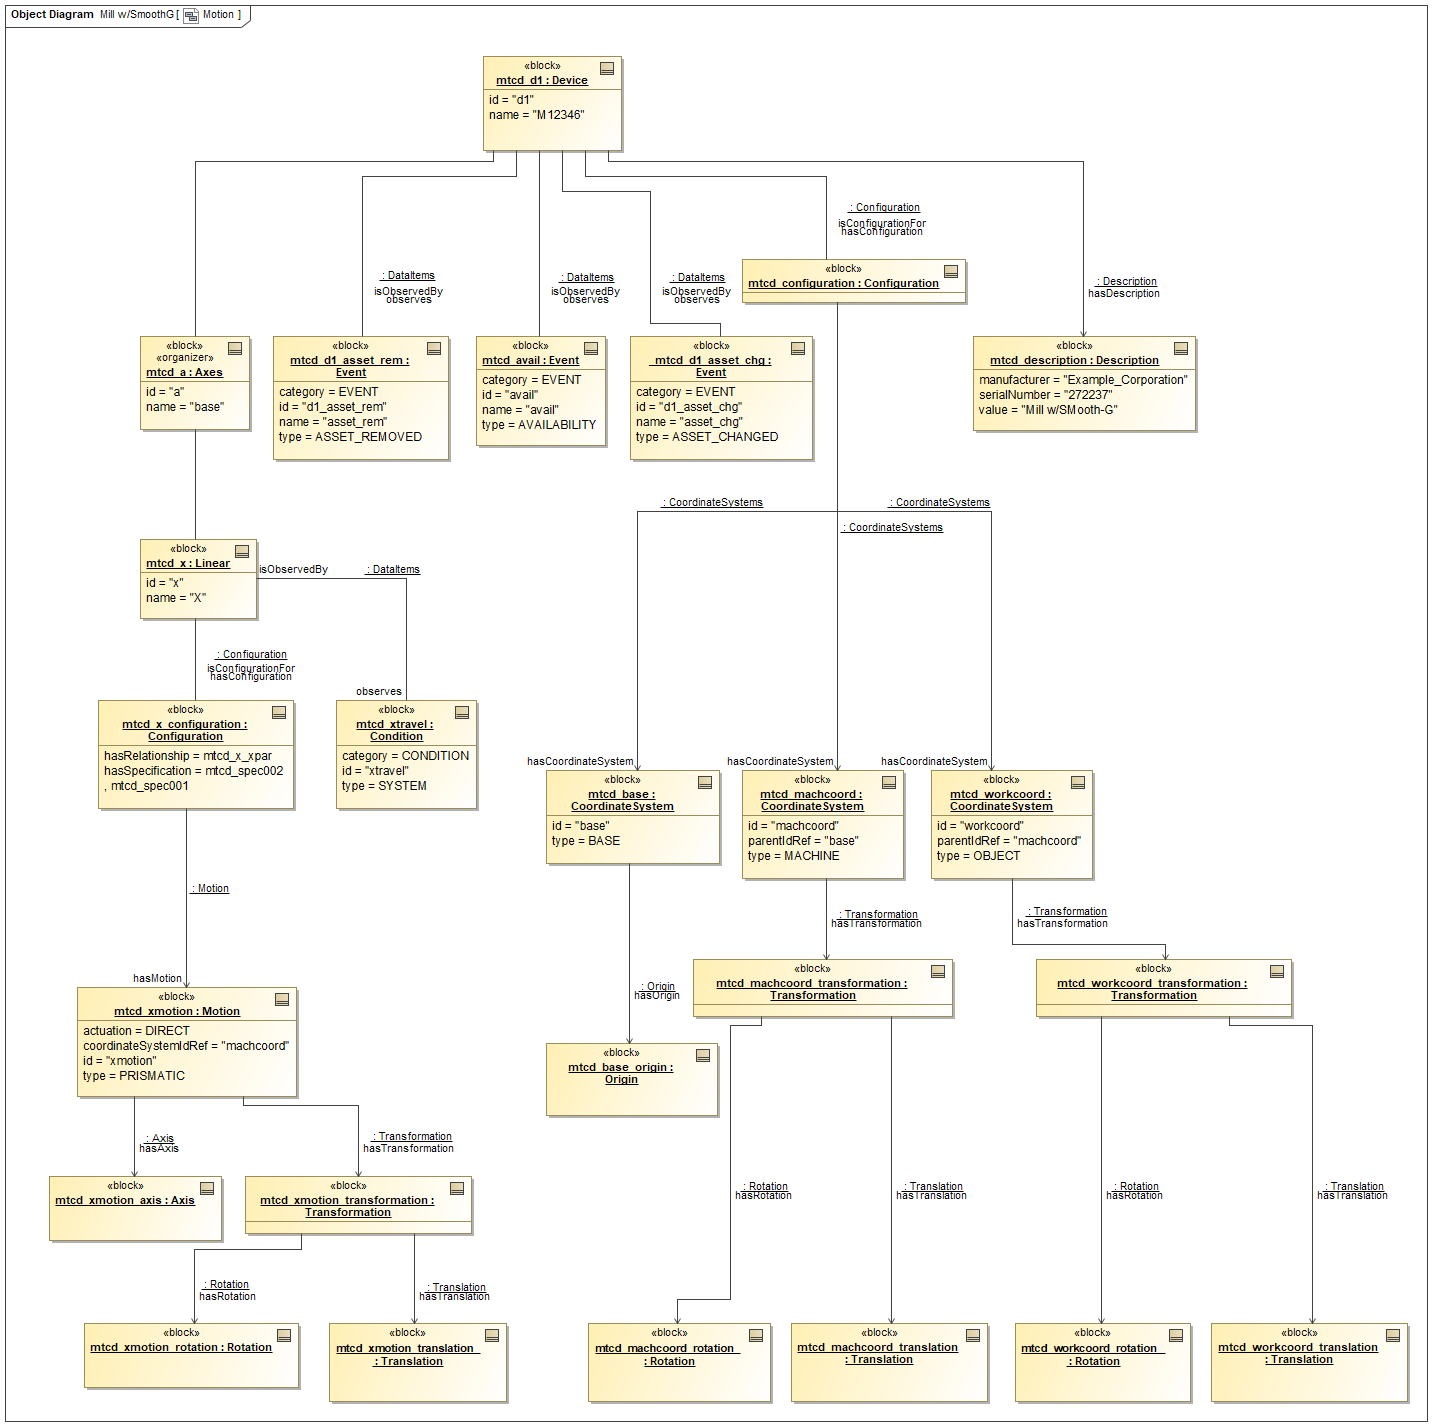 Object Diagram Mill w/SmoothG [ Motion ]
«block»
mtcd_d1 : Device
id = "d1"
name = "M12346"
: Configuration
isConfigurationFor
hasConfiguration
: DataItems
isObservedBy
observes
: DataItems
isObservedBy
observes
: DataItems
isObservedBy
observes
«block»
mtcd_configuration : Configuration
: Description
hasDescription
«block»
«organizer»
mtcd_a : Axes
id = "a"
name = "base"
«block»
mtcd_d1_asset_rem :
Event
category = EVENT
id = "d1_asset_rem"
name = "asset_rem"
type = ASSET_REMOVED
«block»
mtcd_avail : Event
category = EVENT
id = "avail"
name = "avail"
type = AVAILABILITY
«block»
mtcd_d1_asset_chg :
Event
category = EVENT
id = "d1_asset_chg"
name = "asset_chg"
type = ASSET_CHANGED
«block»
mtcd_description : Description
manufacturer = "Example_Corporation"
serialNumber = "272237"
value = "Mill w/SMooth-G"
: CoordinateSystems
: CoordinateSystems
: CoordinateSystems
«block»
mtcd_x : Linear
id = "x"
name = "X"
isObservedBy
: DataItems
: Configuration
isConfigurationFor
hasConfiguration
observes
«block»
mtcd_x_configuration :
Configuration
hasRelationship = mtcd_x_xpar
hasSpecification = mtcd_spec002
, mtcd_spec001
«block»
mtcd_xtravel :
Condition
category = CONDITION
id = "xtravel"
type = SYSTEM
hasCoordinateSystem
hasCoordinateSystem
hasCoordinateSystem
«block»
mtcd_base :
CoordinateSystem
id = "base"
type = BASE
«block»
mtcd_machcoord :
CoordinateSystem
id = "machcoord"
parentIdRef = "base"
type = MACHINE
«block»
mtcd_workcoord :
CoordinateSystem
id = "workcoord"
parentIdRef = "machcoord"
type = OBJECT
: Motion
hasMotion
: Transformation
hasTransformation
: Transformation
hasTransformation
«block»
mtcd_machcoord_transformation :
Transformation
«block»
mtcd_workcoord_transformation :
Transformation
: Origin
hasOrigin
«block»
mtcd_xmotion : Motion
actuation = DIRECT
coordinateSystemIdRef = "machcoord"
id = "xmotion"
type = PRISMATIC
«block»
mtcd_base_origin :
Origin
: Axis
hasAxis
: Transformation
hasTransformation
«block»
mtcd_xmotion_axis : Axis
«block»
mtcd_xmotion_transformation :
Transformation
: Rotation
hasRotation
: Translation
hasTranslation
: Rotation
hasRotation
: Translation
hasTranslation
: Rotation
hasRotation
: Translation
hasTranslation
«block»
mtcd_xmotion_rotation : Rotation
«block»
mtcd_xmotion_translation
: Translation
«block»
mtcd_machcoord_rotation
: Rotation
«block»
mtcd_machcoord_translation
: Translation
«block»
mtcd_workcoord_rotation
: Rotation
«block»
mtcd_workcoord_translation
: Translation